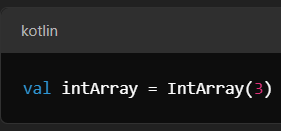 kotlin
val intArray = IntArray(3)